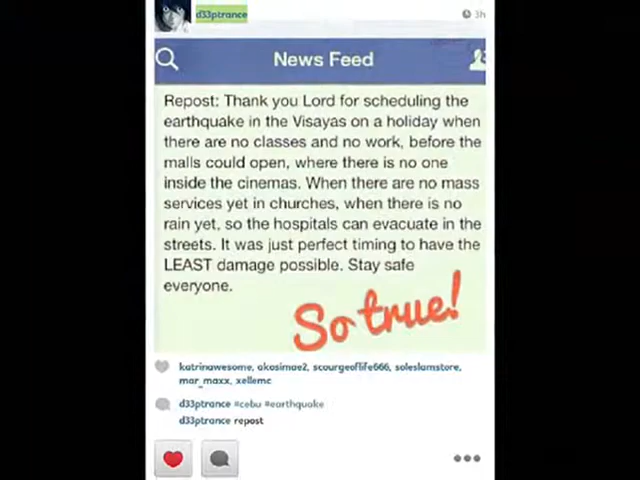 d33ptrance
3h
News Feed
Repost: Thank you Lord for scheduling the
earthquake in the Visayas on a holiday when
there are no classes and no work, before the
malls could open, where there is no one
inside the cinemas. When there are no mass
services yet in churches, when there is no
rain yet, so the hospitals can evacuate in the
streets. It was just perfect timing to have the
LEAST damage possible. Stay safe
everyone.
So true!
katrinawesome, akosimae2, scourgeoflife666, soleslamstore,
mar_maxx, xellemc
d33ptrance #cebu #earthquake
d33ptrance repost